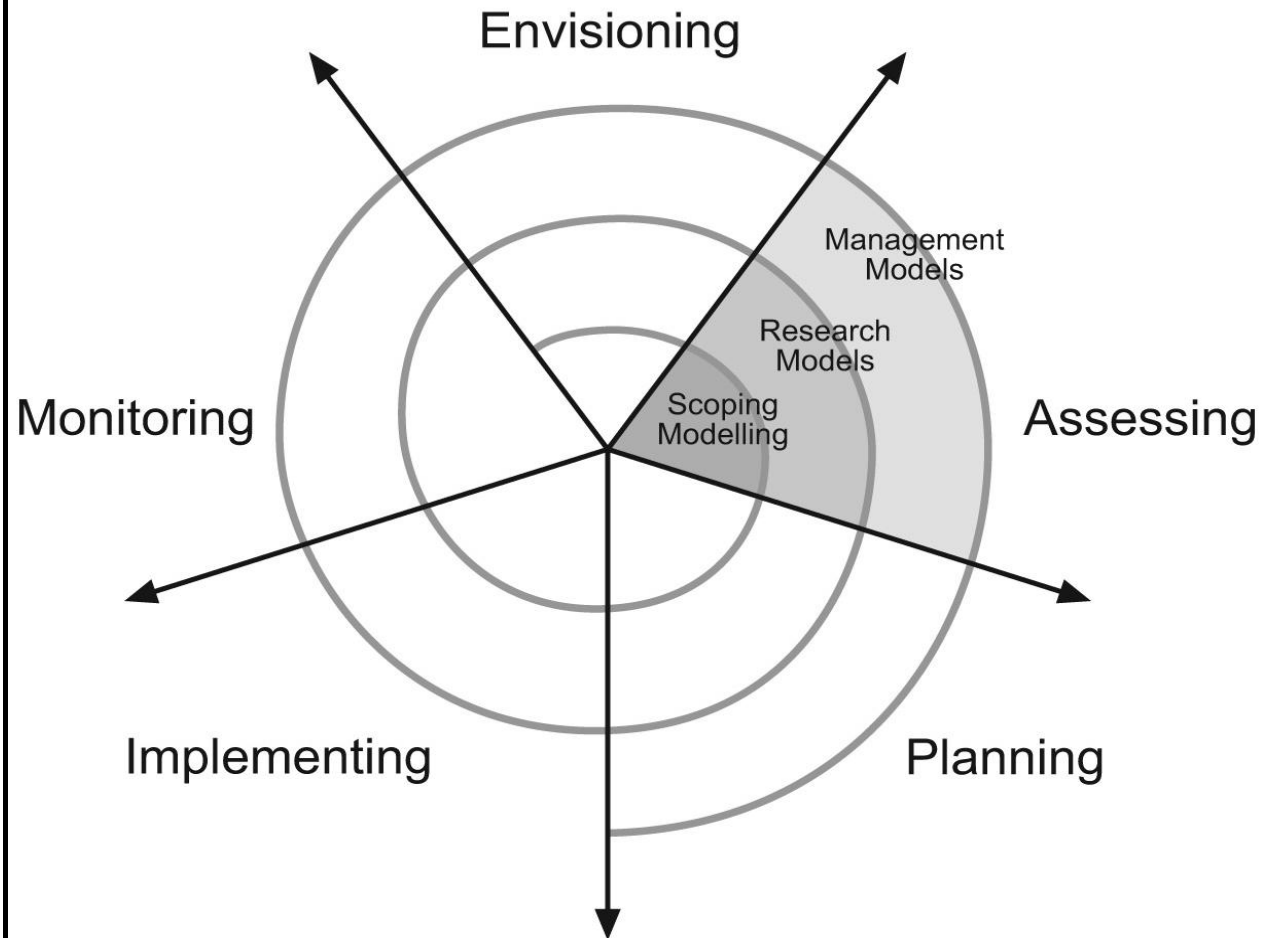 Envisioning
Management
Models
Research
Models
Scoping
Modelling
Monitoring
Assessing
Implementing
Planning